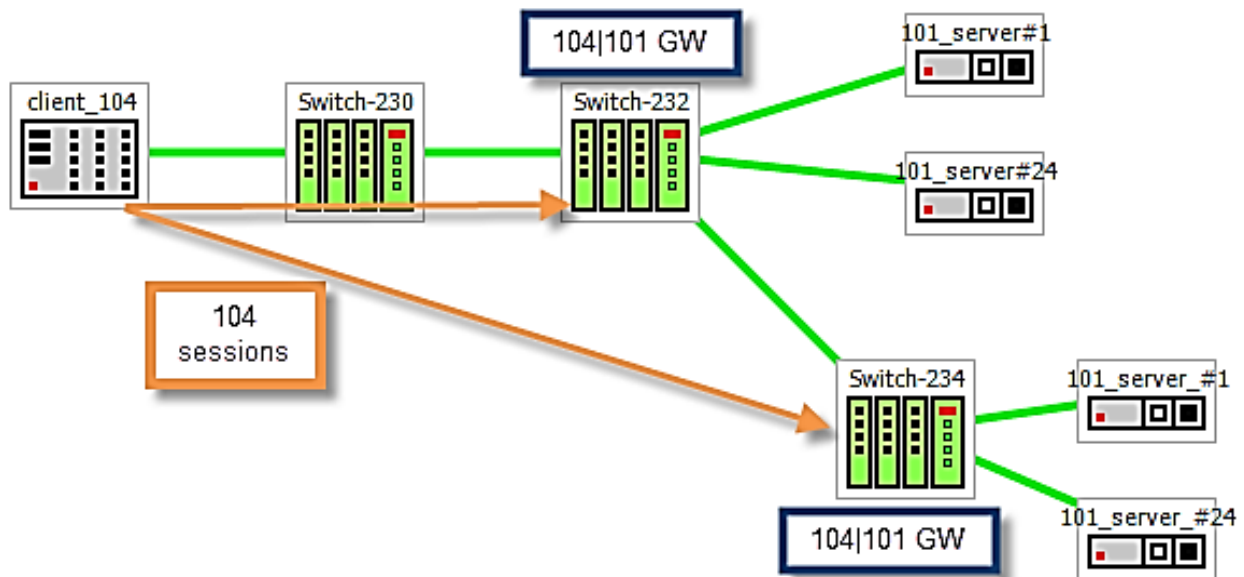 104|101 GW
101_server#1
client_104
Switch-230
Switch-232
101_server#24
104
sessions
Switch-234
101_server_#1
101_server_#24
104|101 GW